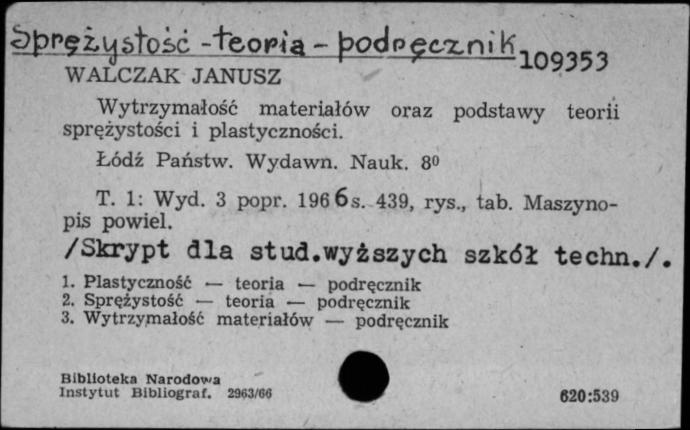 Sprężystość - teoria - podręcznik
109353
WALCZAK JANUSZ
Wytrzymałość materiałów oraz podstawy teorii
sprężystości i plastyczności.
Łódź Państw. Wydawn. Nauk. 8⁰
T. 1: Wyd. 3 popr. 1966 s. 439, rys., tab. Maszyno-
pis powiel.
/Skrypt dla stud.wyższych szkół techn./.
1. Plastyczność — teoria — podręcznik
2. Sprężystość — teoria — podręcznik
3. Wytrzymałość materiałów — podręcznik
Biblioteka Narodowa
Instytut Bibliograf. 2963/66
620:539